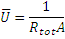 Ū = 1 / (R_tot A)